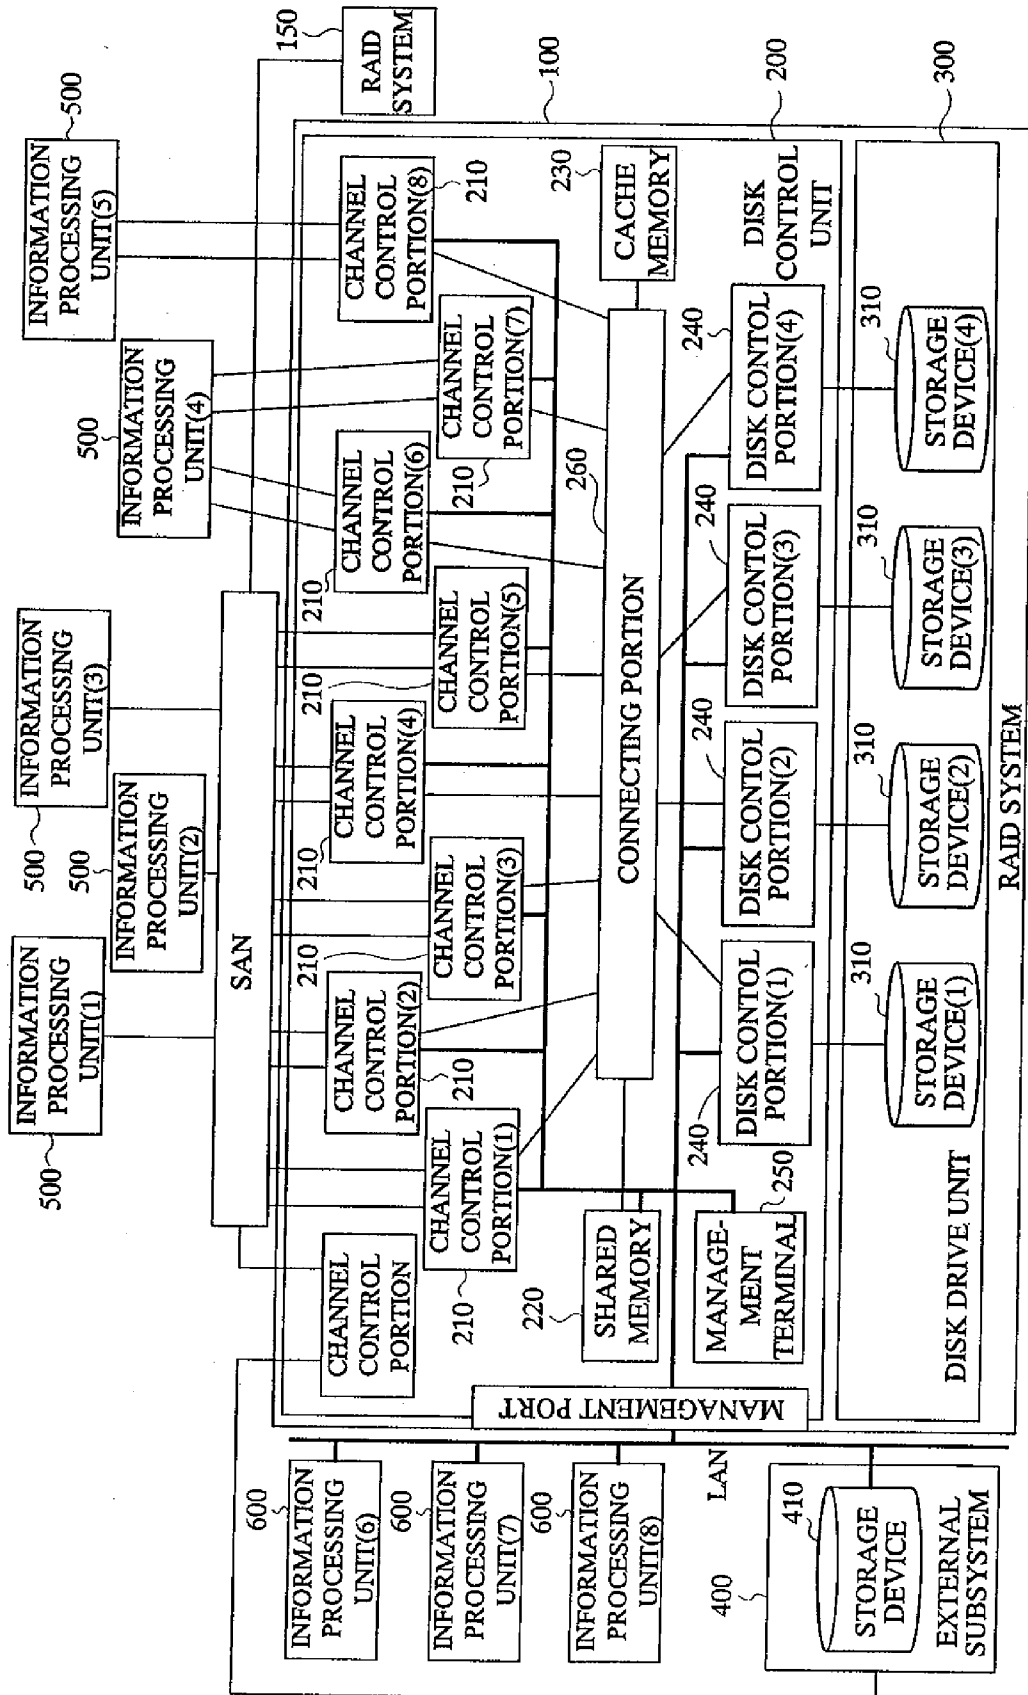 INFORMATION
PROCESSING
UNIT(1)
500
INFORMATION
PROCESSING
UNIT(2)
500
INFORMATION
PROCESSING
UNIT(3)
500
INFORMATION
PROCESSING
UNIT(4)
500
INFORMATION
PROCESSING
UNIT(5)
500
SAN
RAID
SYSTEM
150
100
200
300
CHANNEL
CONTROL
PORTION
CHANNEL
CONTROL
PORTION(1)
210
CHANNEL
CONTROL
PORTION(2)
210
CHANNEL
CONTROL
PORTION(3)
210
CHANNEL
CONTROL
PORTION(4)
210
CHANNEL
CONTROL
PORTION(5)
210
CHANNEL
CONTROL
PORTION(6)
210
CHANNEL
CONTROL
PORTION(7)
210
CHANNEL
CONTROL
PORTION(8)
210
SHARED
MEMORY
220
CONNECTING PORTION
260
CACHE
MEMORY
230
MANAGE-
MENT
TERMINAL
250
DISK CONTOL
PORTION(1)
240
DISK CONTOL
PORTION(2)
240
DISK CONTOL
PORTION(3)
240
DISK CONTOL
PORTION(4)
240
DISK
CONTROL
UNIT
MANAGEMENT PORT
LAN
INFORMATION
PROCESSING
UNIT(6)
600
INFORMATION
PROCESSING
UNIT(7)
600
INFORMATION
PROCESSING
UNIT(8)
600
STORAGE
DEVICE
410
EXTERNAL
SUBSYSTEM
400
STORAGE
DEVICE(1)
310
STORAGE
DEVICE(2)
310
STORAGE
DEVICE(3)
310
STORAGE
DEVICE(4)
310
DISK DRIVE UNIT
RAID SYSTEM